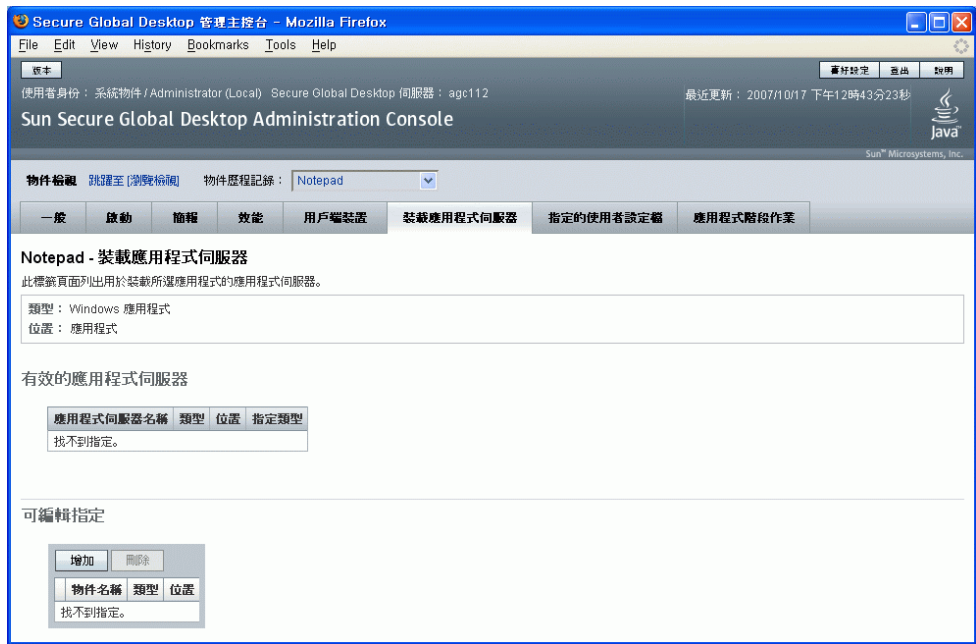 Secure Global Desktop 管理主控台 - Mozilla Firefox
File Edit View History Bookmarks Tools Help
版本 喜好設定 登出 說明
使用者身份： 系統物件 / Administrator (Local) Secure Global Desktop 伺服器： agc112 最近更新： 2007/10/17 下午12時43分23秒
Sun Secure Global Desktop Administration Console
Java
Sun™ Microsystems, Inc.
物件檢視 跳躍至 [瀏覽檢視] 物件歷程記錄： Notepad
一般 啟動 簡報 效能 用戶端裝置 裝載應用程式伺服器 指定的使用者設定檔 應用程式階段作業
Notepad - 裝載應用程式伺服器
此標籤頁面列出用於裝載所選應用程式的應用程式伺服器。
類型： Windows 應用程式
位置： 應用程式
有效的應用程式伺服器
應用程式伺服器名稱 類型 位置 指定類型
找不到指定。
可編輯指定
增加 刪除
物件名稱 類型 位置
找不到指定。